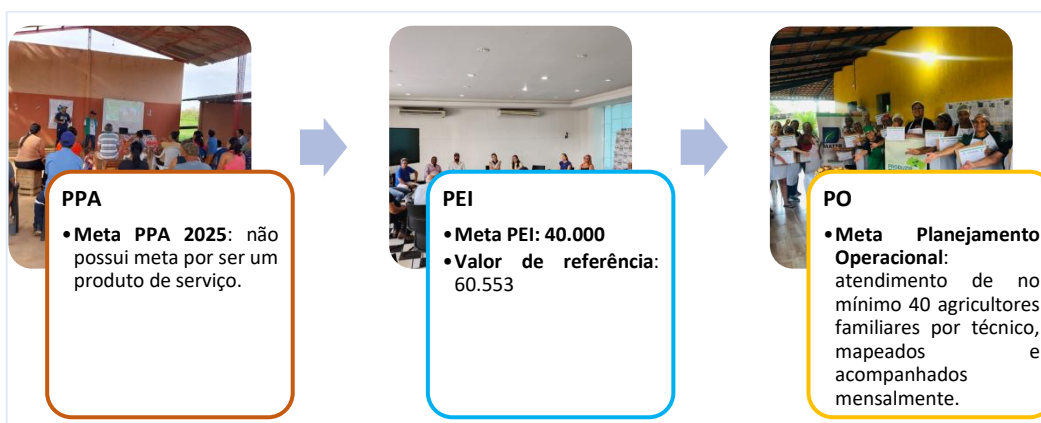 PPA
•Meta PPA 2025: não
possui meta por ser um
produto de serviço.
PEI
•Meta PEI: 40.000
•Valor de referência:
60.553
PO
•Meta Planejamento
Operacional:
atendimento de no
mínimo 40 agricultores
familiares por técnico,
mapeados e
acompanhados
mensalmente.